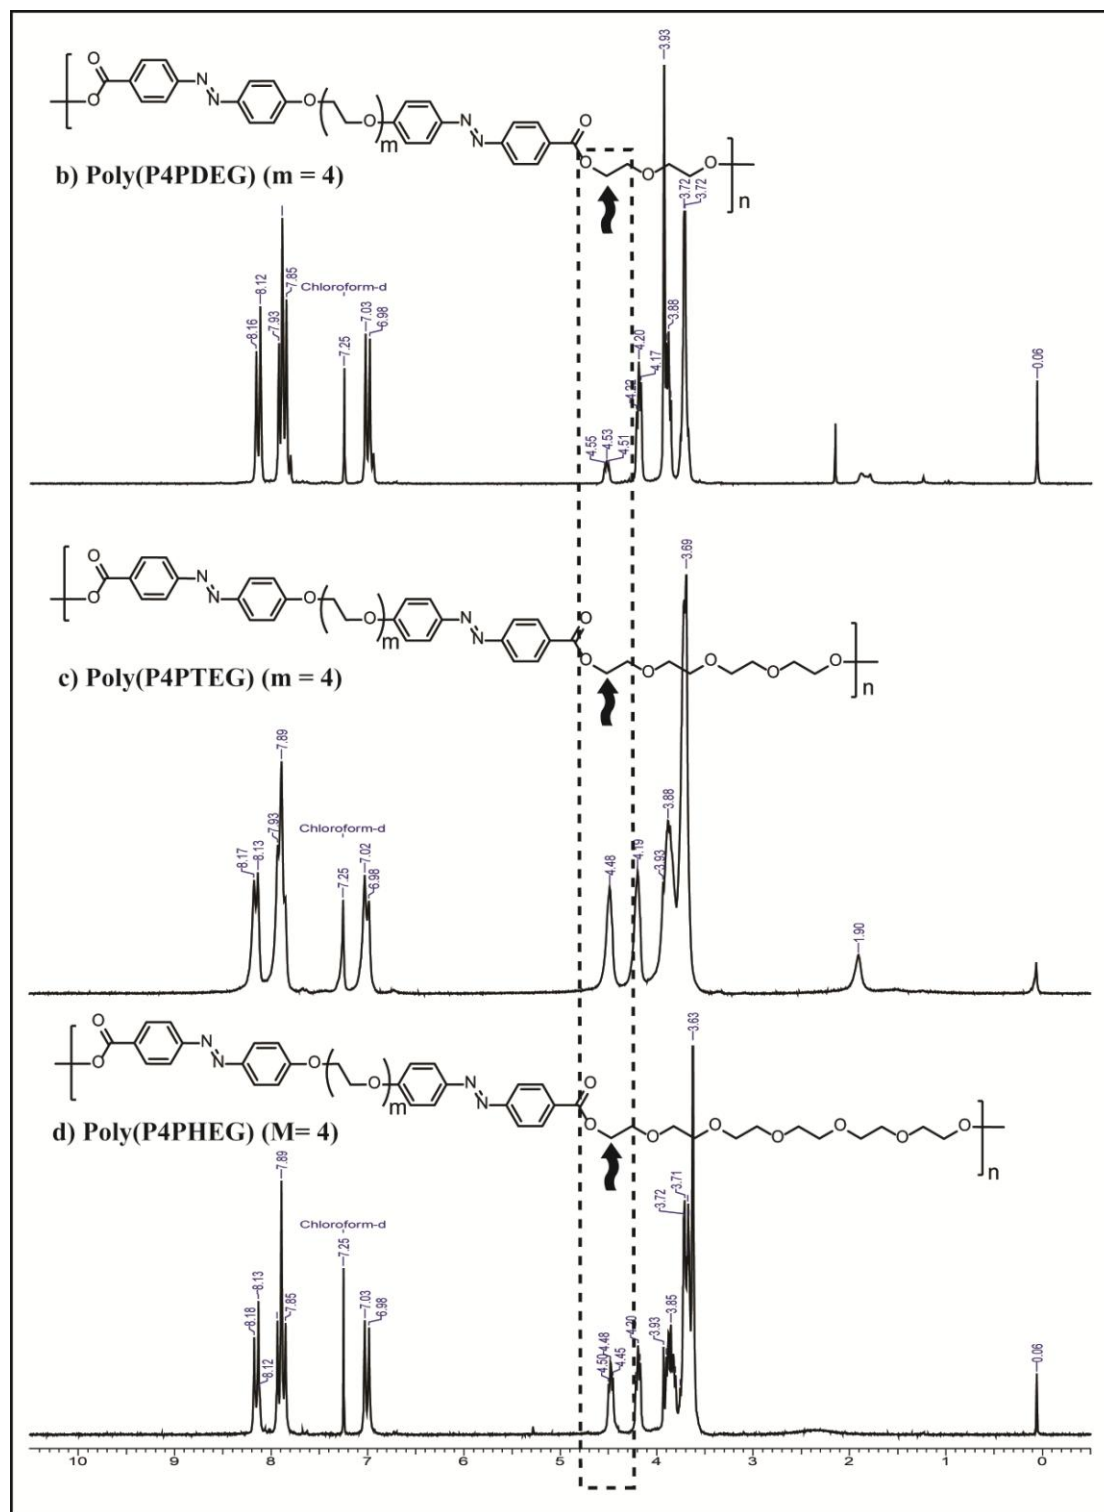 O
O
N
N
O
O
m
N
N
O
O
O
O
n
b) Poly(P4PDEG) (m = 4)
3.93
3.72
3.72
8.12
7.85
Chloroform-d
8.16
7.93
7.25
7.03
6.98
3.88
4.20
4.17
4.22
4.55
4.53
4.51
0.06
O
O
N
N
O
O
m
N
N
O
O
O
O
O
O
n
c) Poly(P4PTEG) (m = 4)
3.69
7.89
7.93
Chloroform-d
8.17
8.13
7.25
7.02
6.98
4.48
4.19
3.93
3.88
1.90
O
O
N
N
O
O
m
N
N
O
O
O
O
O
O
O
O
n
d) Poly(P4PHEG) (M= 4)
3.63
7.89
Chloroform-d
3.72
3.71
8.18
8.13
8.12
7.85
7.25
7.03
6.98
4.50
4.48
4.45
4.20
3.93
3.85
0.06
10 9 8 7 6 5 4 3 2 1 0